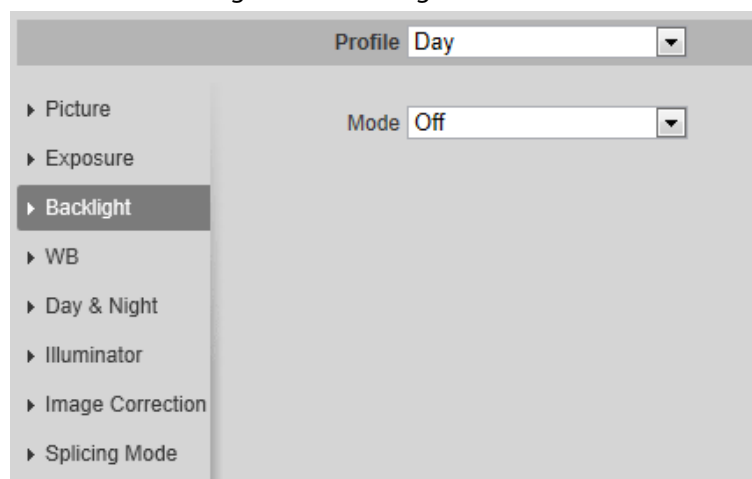 Profile Day
Picture
Mode Off
Exposure
Backlight
WB
Day & Night
Illuminator
Image Correction
Splicing Mode